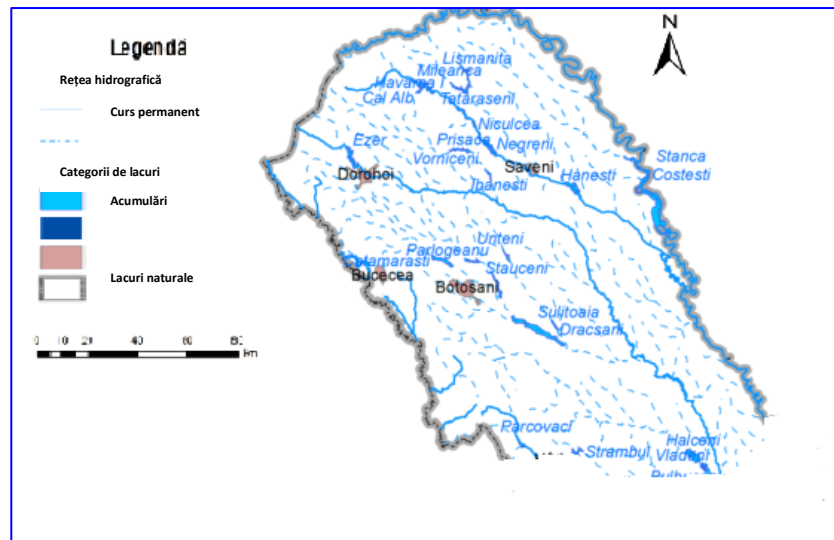 Legenda
Rețea hidrografică
Curs permanent
Categorii de lacuri
Acumulări
Lacuri naturale
0 10 20 40 60 80
km
N
Lismanita
Mileanca
Havarna I
Cal Alb
Tataraseni
Niculcea
Ezer
Prisaca
Negreni
Vorniceni
Saveni
Stanca
Costesti
Dorohoi
Ibanesti
Hanesti
Unteni
Parlogeanu
Bucecea
Stauceni
Botosani
Sulitoaia
Dracsani
Parcovaci
Strambul
Halceni
Vladeni